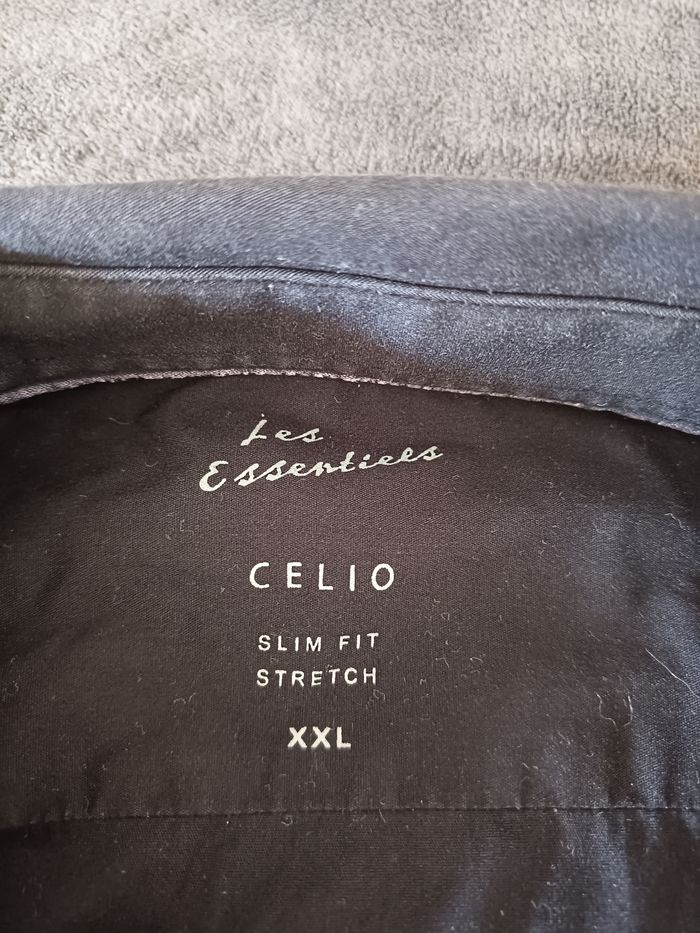 Les
Essentiels
CELIO
SLIM FIT
STRETCH
XXL